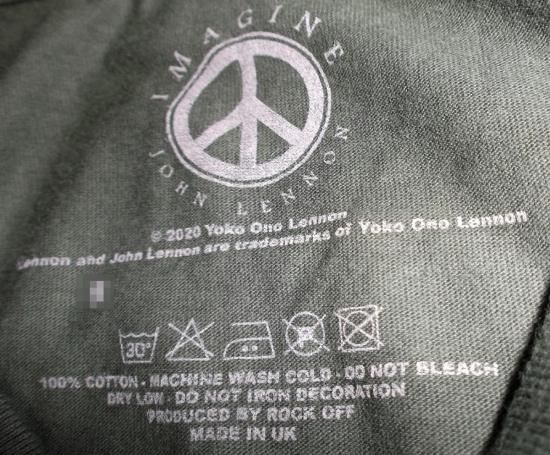 IMAGINE
JOHN LENNON
© 2020 Yoko Ono Lennon
Lennon and John Lennon are trademarks of Yoko Ono Lennon
30°
100% COTTON - MACHINE WASH COLD - DO NOT BLEACH
DRY LOW - DO NOT IRON DECORATION
PRODUCED BY ROCK OFF
MADE IN UK